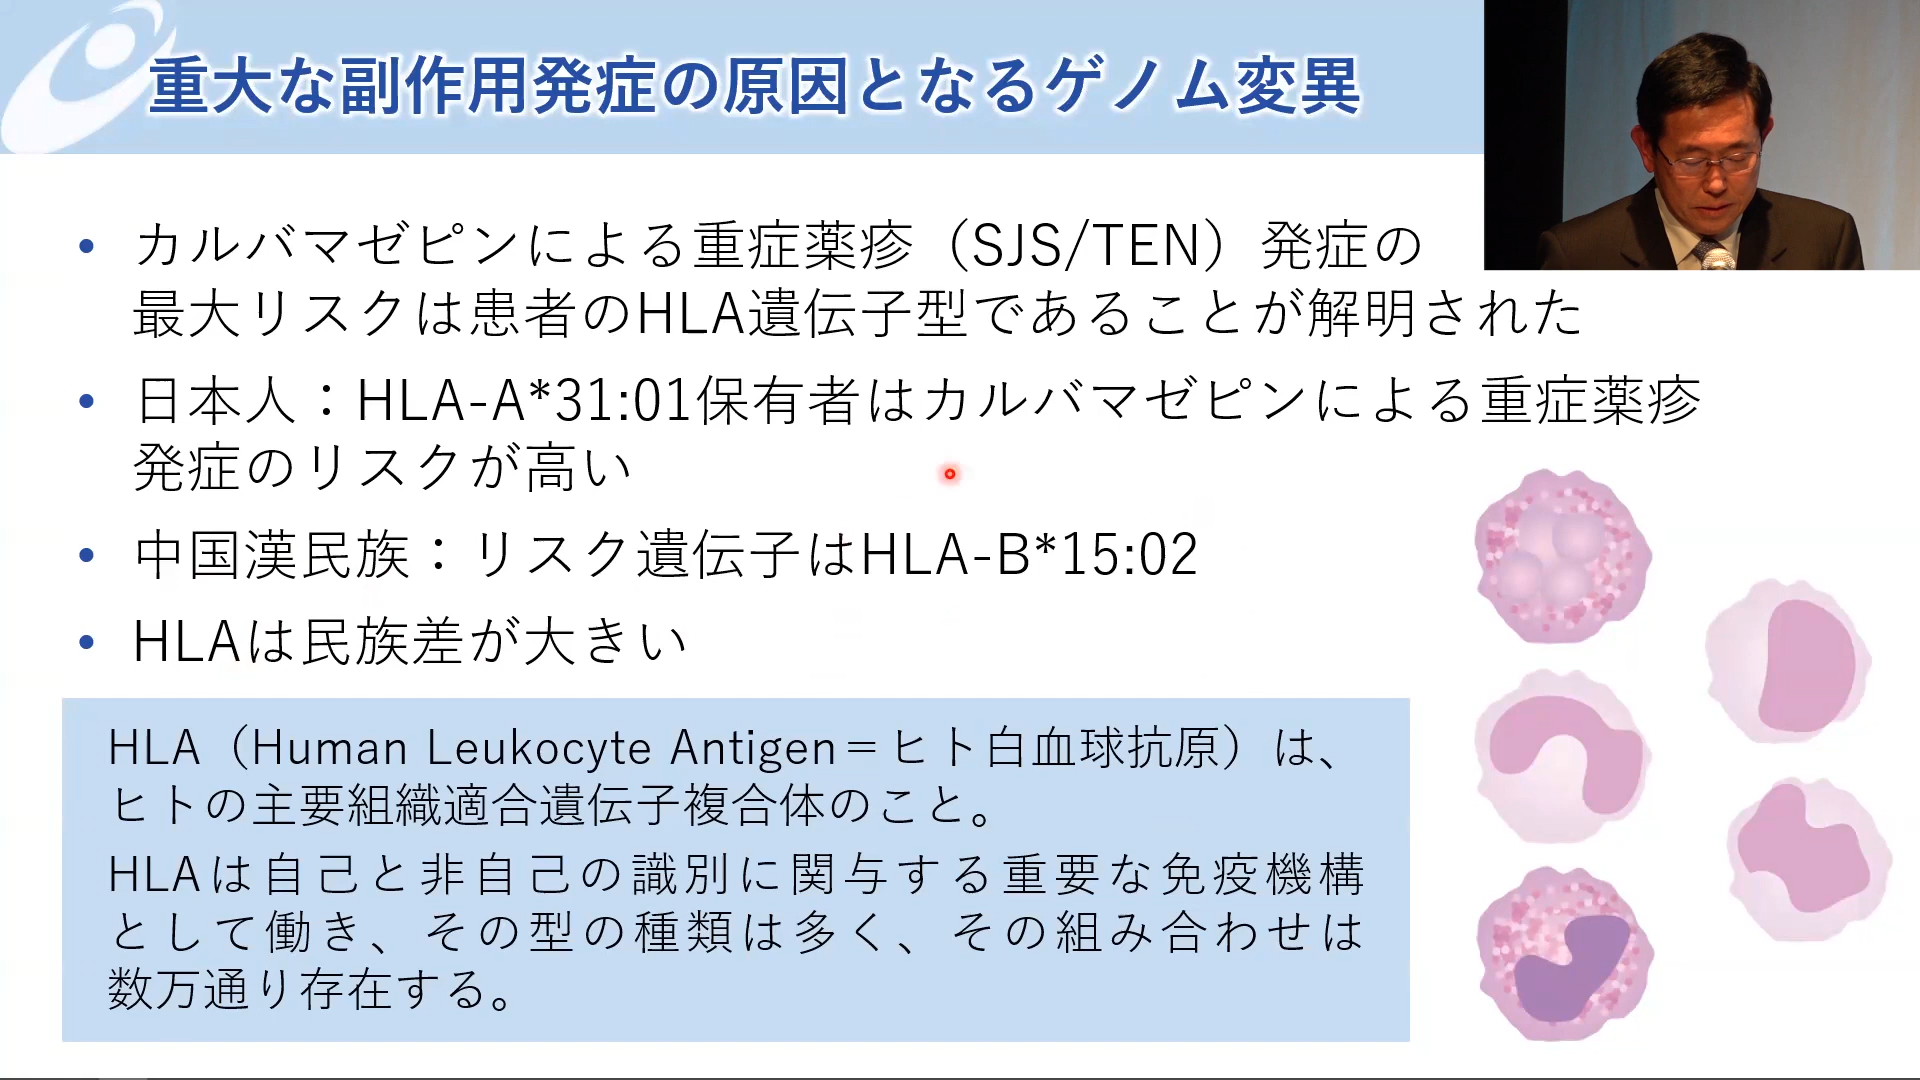 重大な副作用発症の原因となるゲノム変異
• カルバマゼピンによる重症薬疹（SJS/TEN）発症の
最大リスクは患者のHLA遺伝子型であることが解明された
• 日本人：HLA-A*31:01保有者はカルバマゼピンによる重症薬疹
発症のリスクが高い
• 中国漢民族：リスク遺伝子はHLA-B*15:02
• HLAは民族差が大きい
HLA（Human Leukocyte Antigen＝ヒト白血球抗原）は、
ヒトの主要組織適合遺伝子複合体のこと。
HLAは自己と非自己の識別に関与する重要な免疫機構
として働き、その型の種類は多く、その組み合わせは
数万通り存在する。